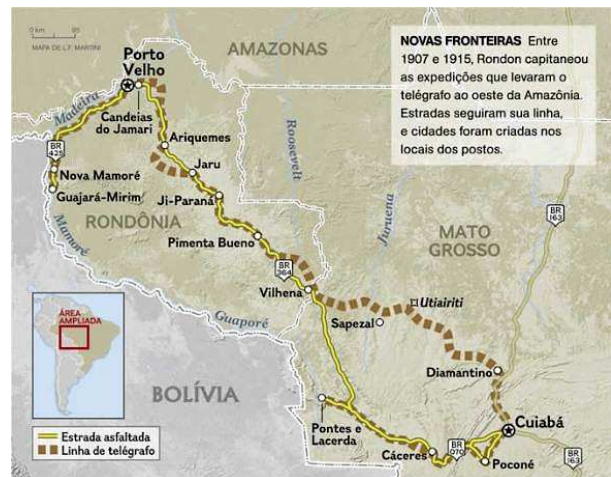 0 km 85
MAPA DE L.F. MARTINI
AMAZONAS
NOVAS FRONTEIRAS Entre
1907 e 1915, Rondon capitaneou
as expedições que levaram o
telégrafo ao oeste da Amazônia.
Estradas seguiram sua linha,
e cidades foram criadas nos
locais dos postos.
Porto
Velho
Madeira
Candeias
do Jamari
BR
425
Ariquemes
Roosevelt
Nova Mamoré
Jaru
Guajará-Mirim
Ji-Paraná
Juruena
BR
163
RONDÔNIA
MATO
GROSSO
Mamoré
Pimenta Bueno
BR
364
Vilhena
Utiairiti
Guaporé
Sapezal
ÁREA
AMPLIADA
Diamantino
BOLÍVIA
Pontes e
Lacerda
Cuiabá
Cáceres
BR
070
Poconé
BR
163
Estrada asfaltada
Linha de telégrafo